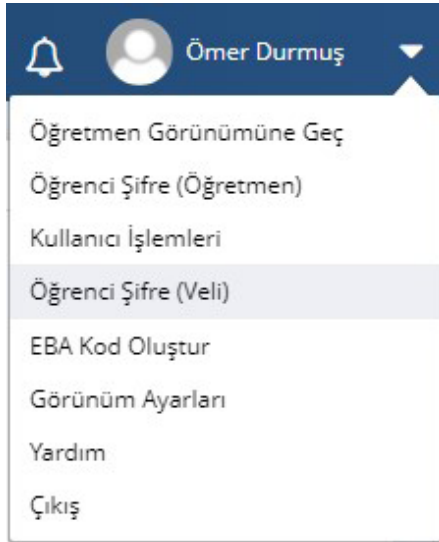 Ömer Durmuş
Öğretmen Görünümüne Geç
Öğrenci Şifre (Öğretmen)
Kullanıcı İşlemleri
Öğrenci Şifre (Veli)
EBA Kod Oluştur
Görünüm Ayarları
Yardım
Çıkış